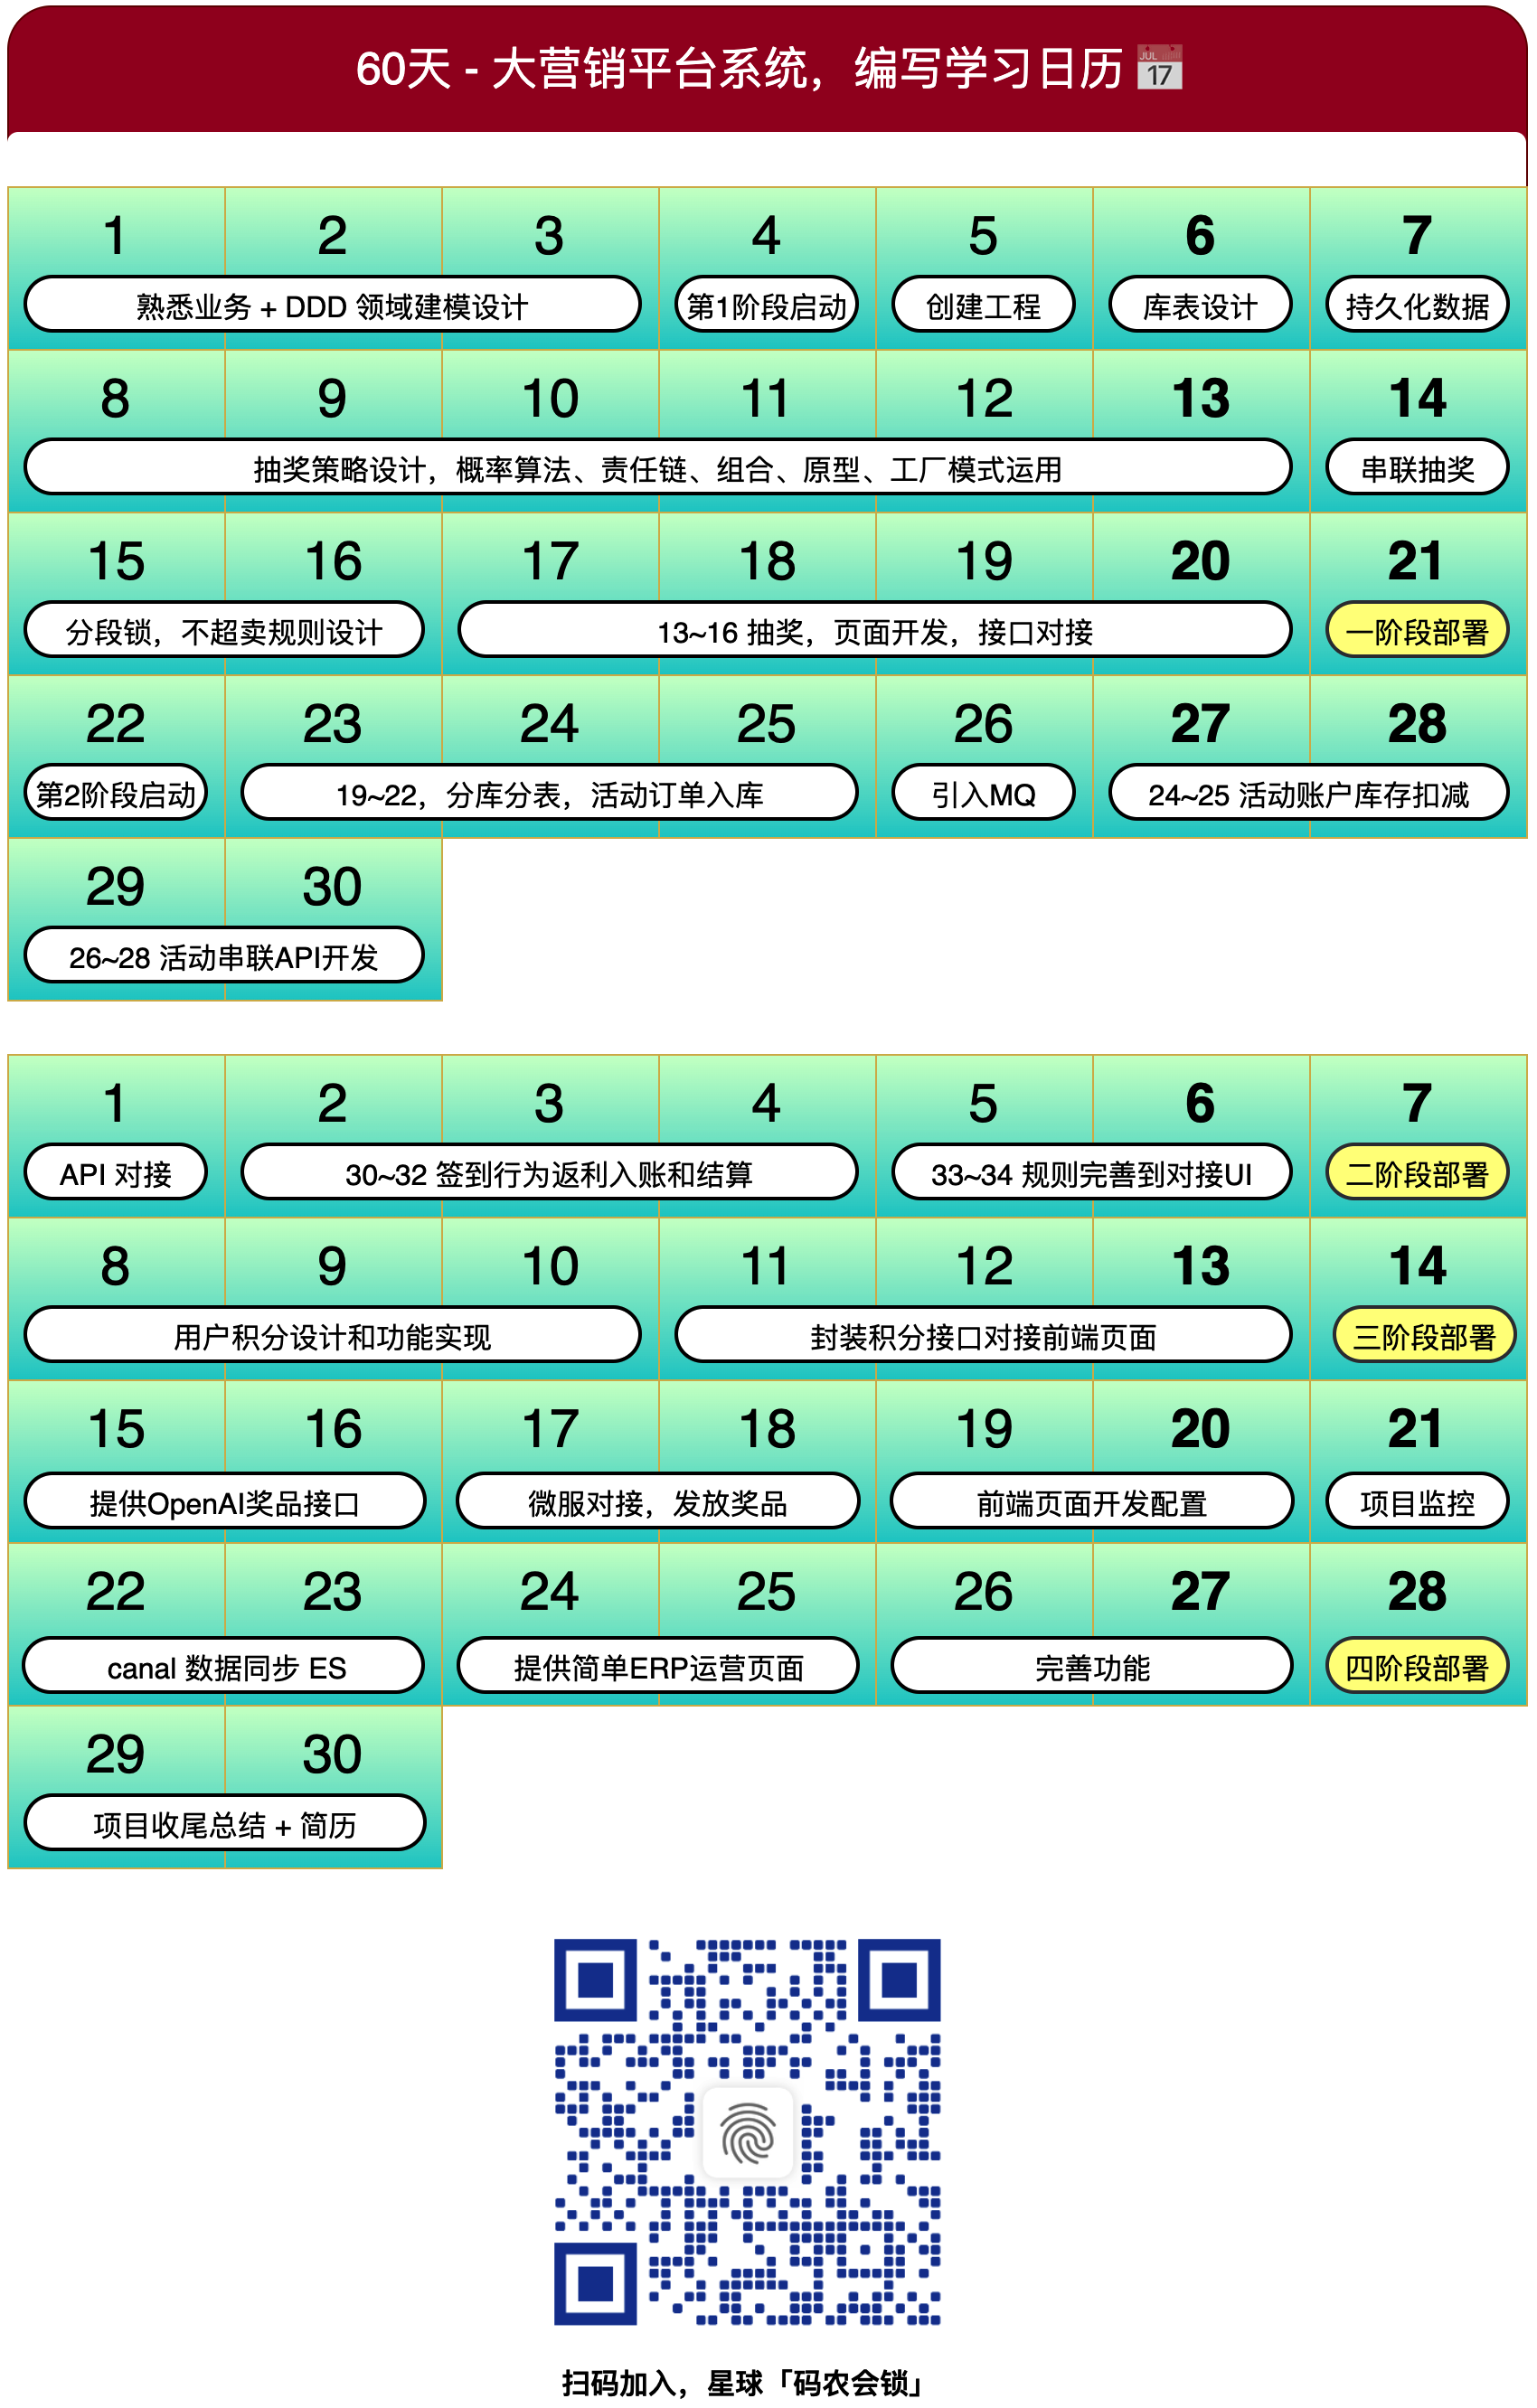 60天 - 大营销平台系统，编写学习日历
JUL
17
1 2 3 4 5 6 7
熟悉业务 + DDD 领域建模设计 第1阶段启动 创建工程 库表设计 持久化数据
8 9 10 11 12 13 14
抽奖策略设计，概率算法、责任链、组合、原型、工厂模式运用 串联抽奖
15 16 17 18 19 20 21
分段锁，不超卖规则设计 13~16 抽奖，页面开发，接口对接 一阶段部署
22 23 24 25 26 27 28
第2阶段启动 19~22，分库分表，活动订单入库 引入MQ 24~25 活动账户库存扣减
29 30
26~28 活动串联API开发
1 2 3 4 5 6 7
API 对接 30~32 签到行为返利入账和结算 33~34 规则完善到对接UI 二阶段部署
8 9 10 11 12 13 14
用户积分设计和功能实现 封装积分接口对接前端页面 三阶段部署
15 16 17 18 19 20 21
提供OpenAI奖品接口 微服对接，发放奖品 前端页面开发配置 项目监控
22 23 24 25 26 27 28
canal 数据同步 ES 提供简单ERP运营页面 完善功能 四阶段部署
29 30
项目收尾总结 + 简历
扫码加入，星球「码农会锁」